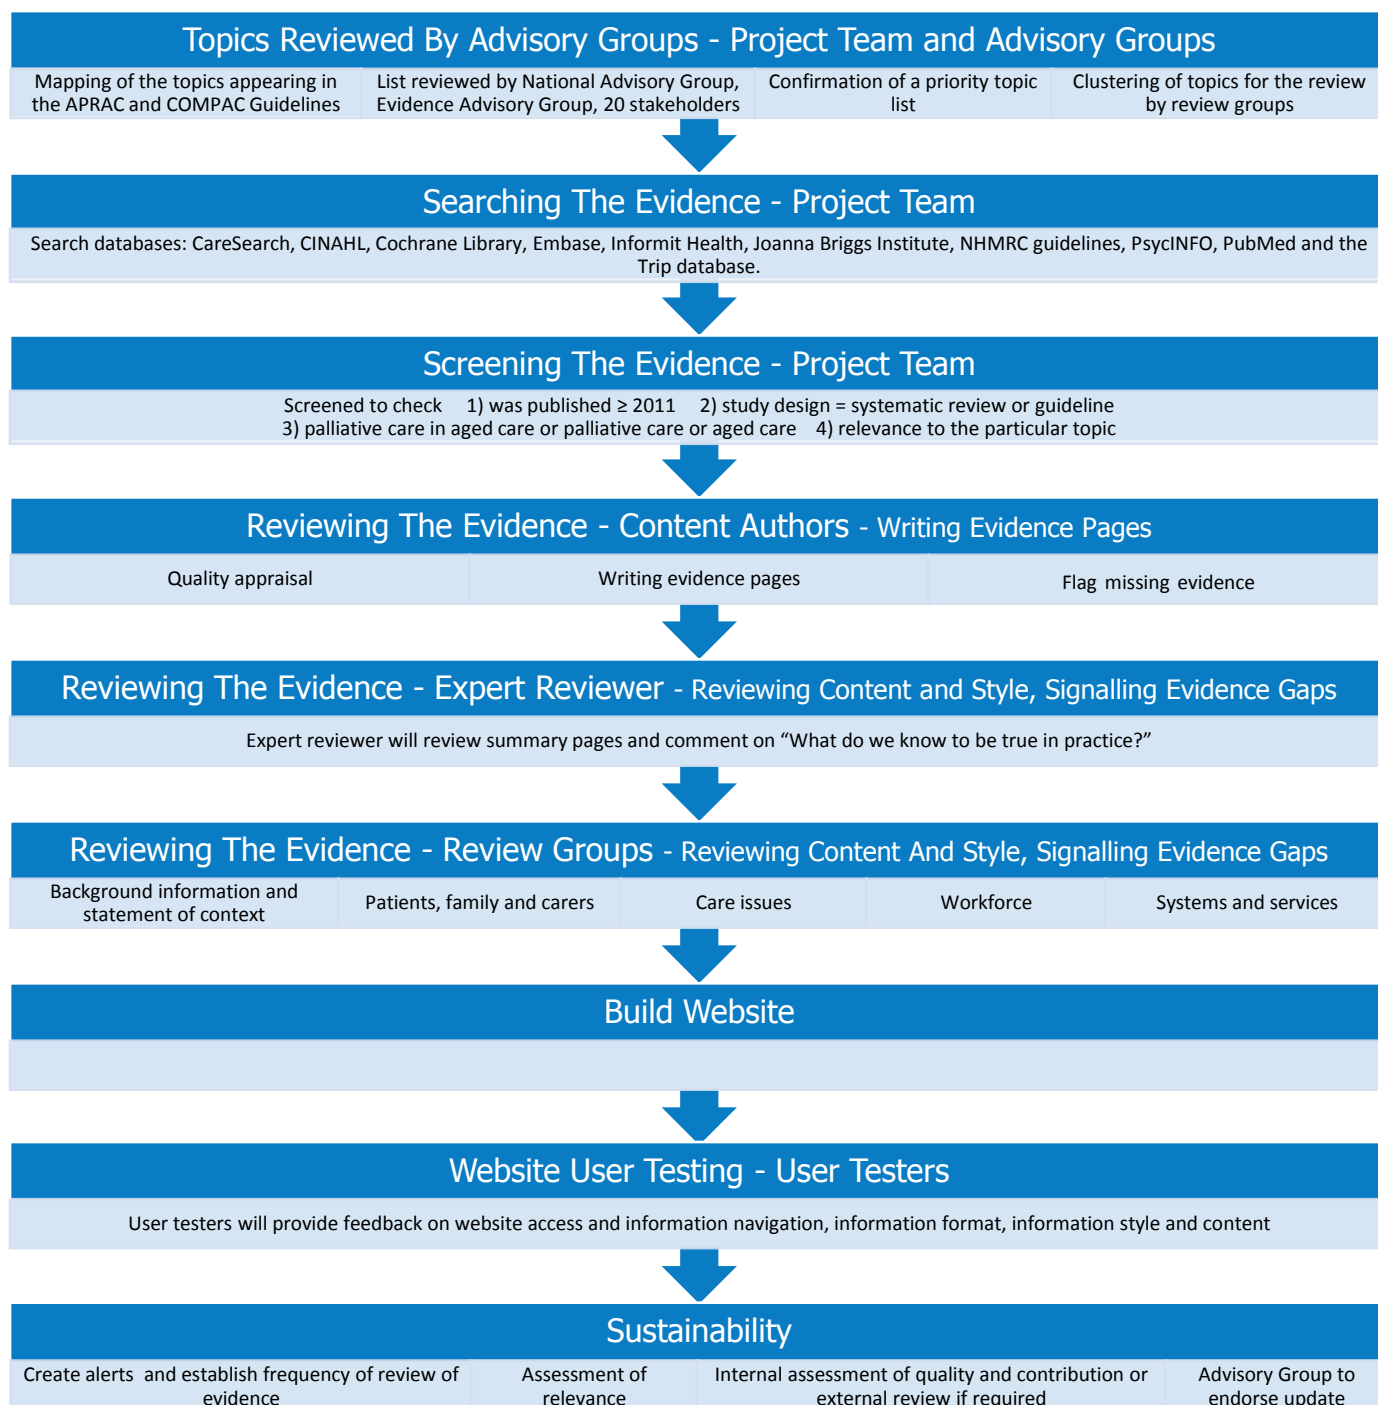 Topics Reviewed By Advisory Groups - Project Team and Advisory Groups
Mapping of the topics appearing in
the APRAC and COMPAC Guidelines
List reviewed by National Advisory Group,
Evidence Advisory Group, 20 stakeholders
Confirmation of a priority topic
list
Clustering of topics for the review
by review groups
Searching The Evidence - Project Team
Search databases: CareSearch, CINAHL, Cochrane Library, Embase, Informit Health, Joanna Briggs Institute, NHMRC guidelines, PsycINFO, PubMed and the
Trip database.
Screening The Evidence - Project Team
Screened to check 1) was published ≥ 2011 2) study design = systematic review or guideline
3) palliative care in aged care or palliative care or aged care 4) relevance to the particular topic
Reviewing The Evidence - Content Authors - Writing Evidence Pages
Quality appraisal
Writing evidence pages
Flag missing evidence
Reviewing The Evidence - Expert Reviewer - Reviewing Content and Style, Signalling Evidence Gaps
Expert reviewer will review summary pages and comment on “What do we know to be true in practice?”
Reviewing The Evidence - Review Groups - Reviewing Content And Style, Signalling Evidence Gaps
Background information and
statement of context
Patients, family and carers
Care issues
Workforce
Systems and services
Build Website
Website User Testing - User Testers
User testers will provide feedback on website access and information navigation, information format, information style and content
Sustainability
Create alerts and establish frequency of review of
evidence
Assessment of
relevance
Internal assessment of quality and contribution or
external review if required
Advisory Group to
endorse update